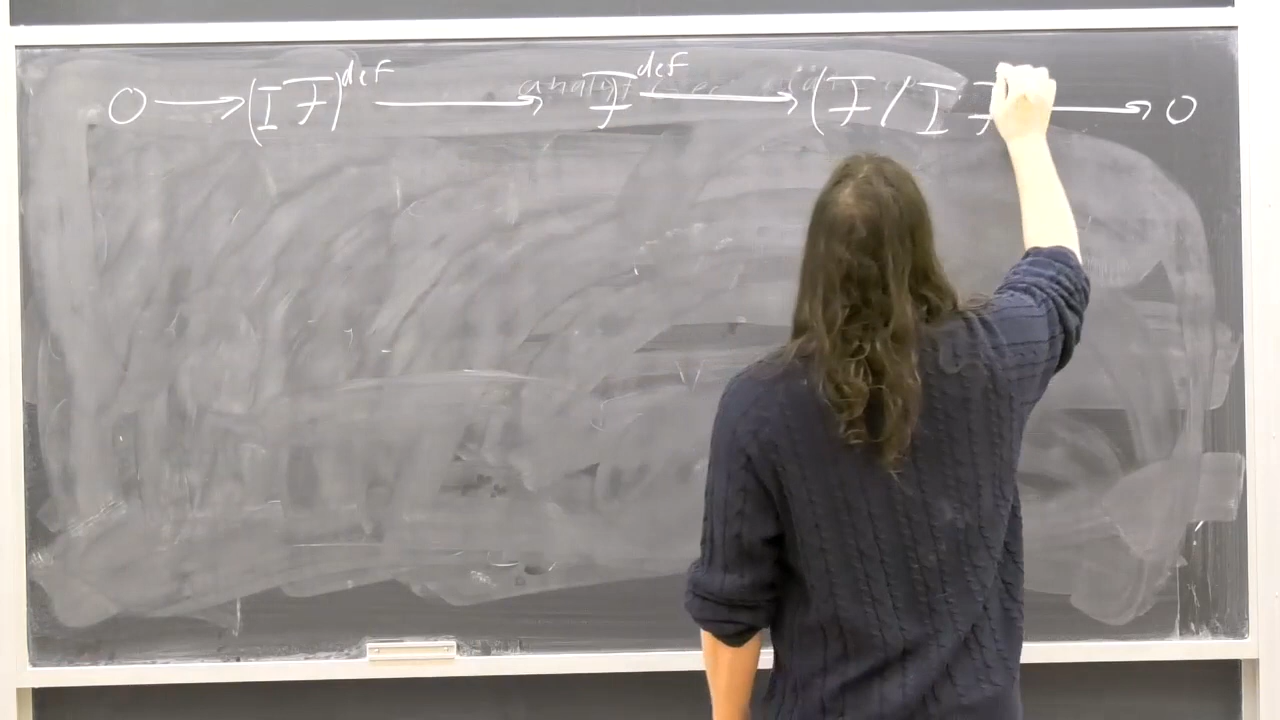 0 → (I F)^def → F^def → (F / I F → 0